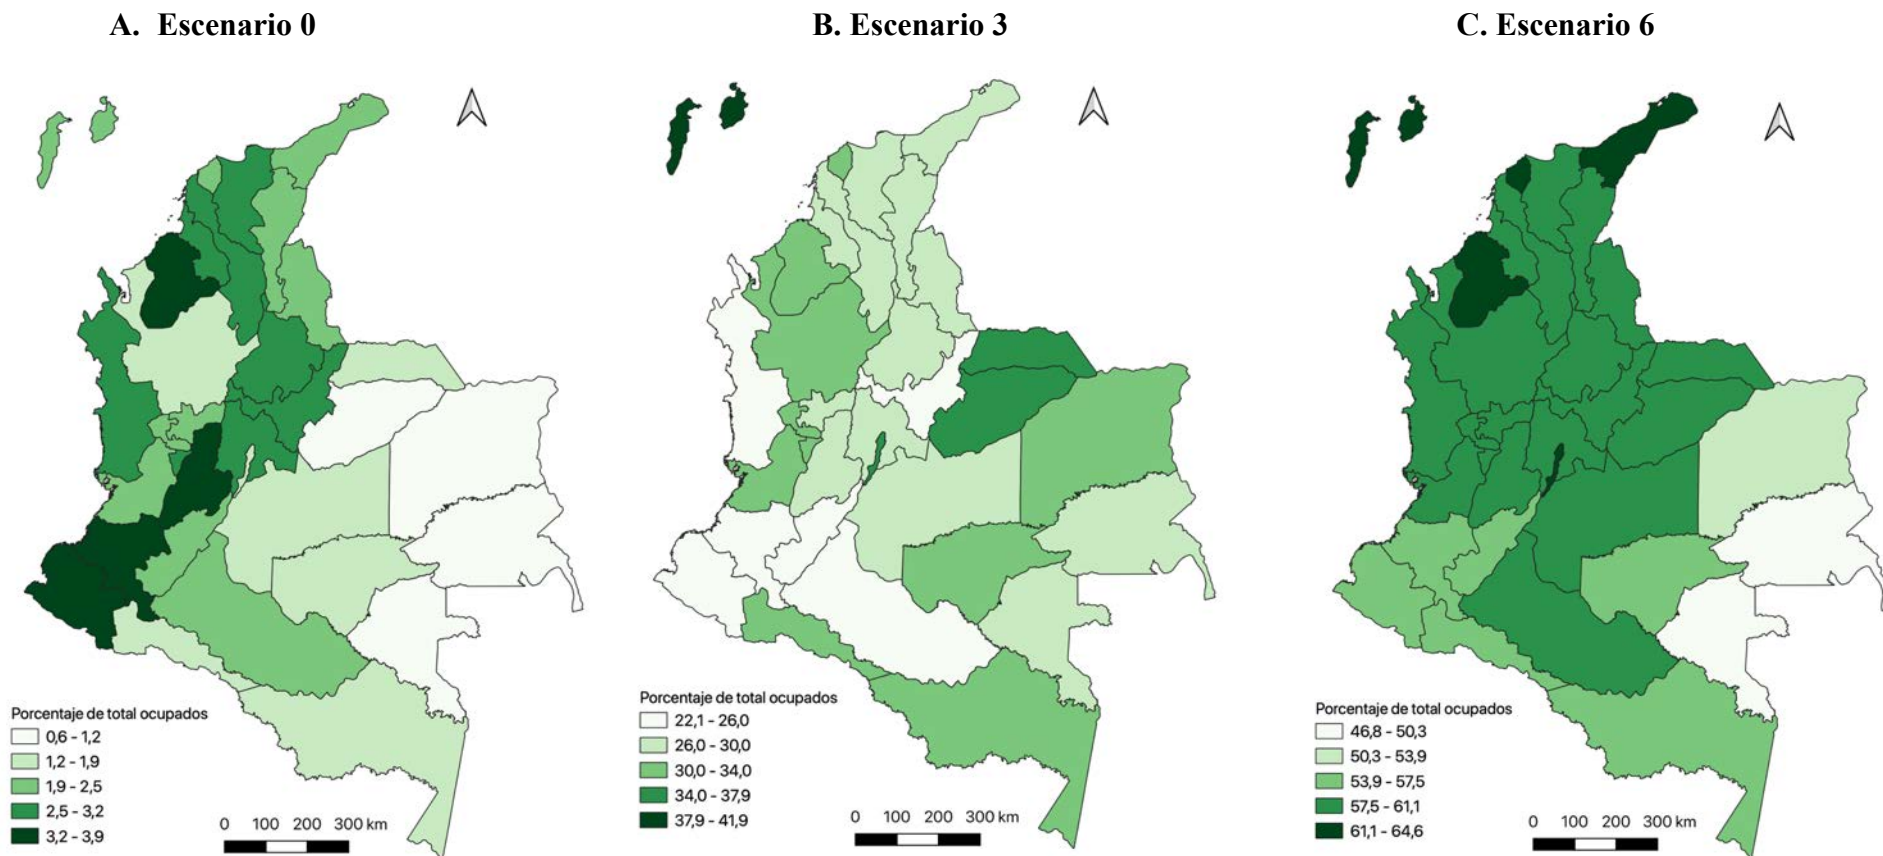 A. Escenario 0
B. Escenario 3
C. Escenario 6
Porcentaje de total ocupados
0,6 - 1,2
1,2 - 1,9
1,9 - 2,5
2,5 - 3,2
3,2 - 3,9
0 100 200 300 km
Porcentaje de total ocupados
22,1 - 26,0
26,0 - 30,0
30,0 - 34,0
34,0 - 37,9
37,9 - 41,9
0 100 200 300 km
Porcentaje de total ocupados
46,8 - 50,3
50,3 - 53,9
53,9 - 57,5
57,5 - 61,1
61,1 - 64,6
0 100 200 300 km